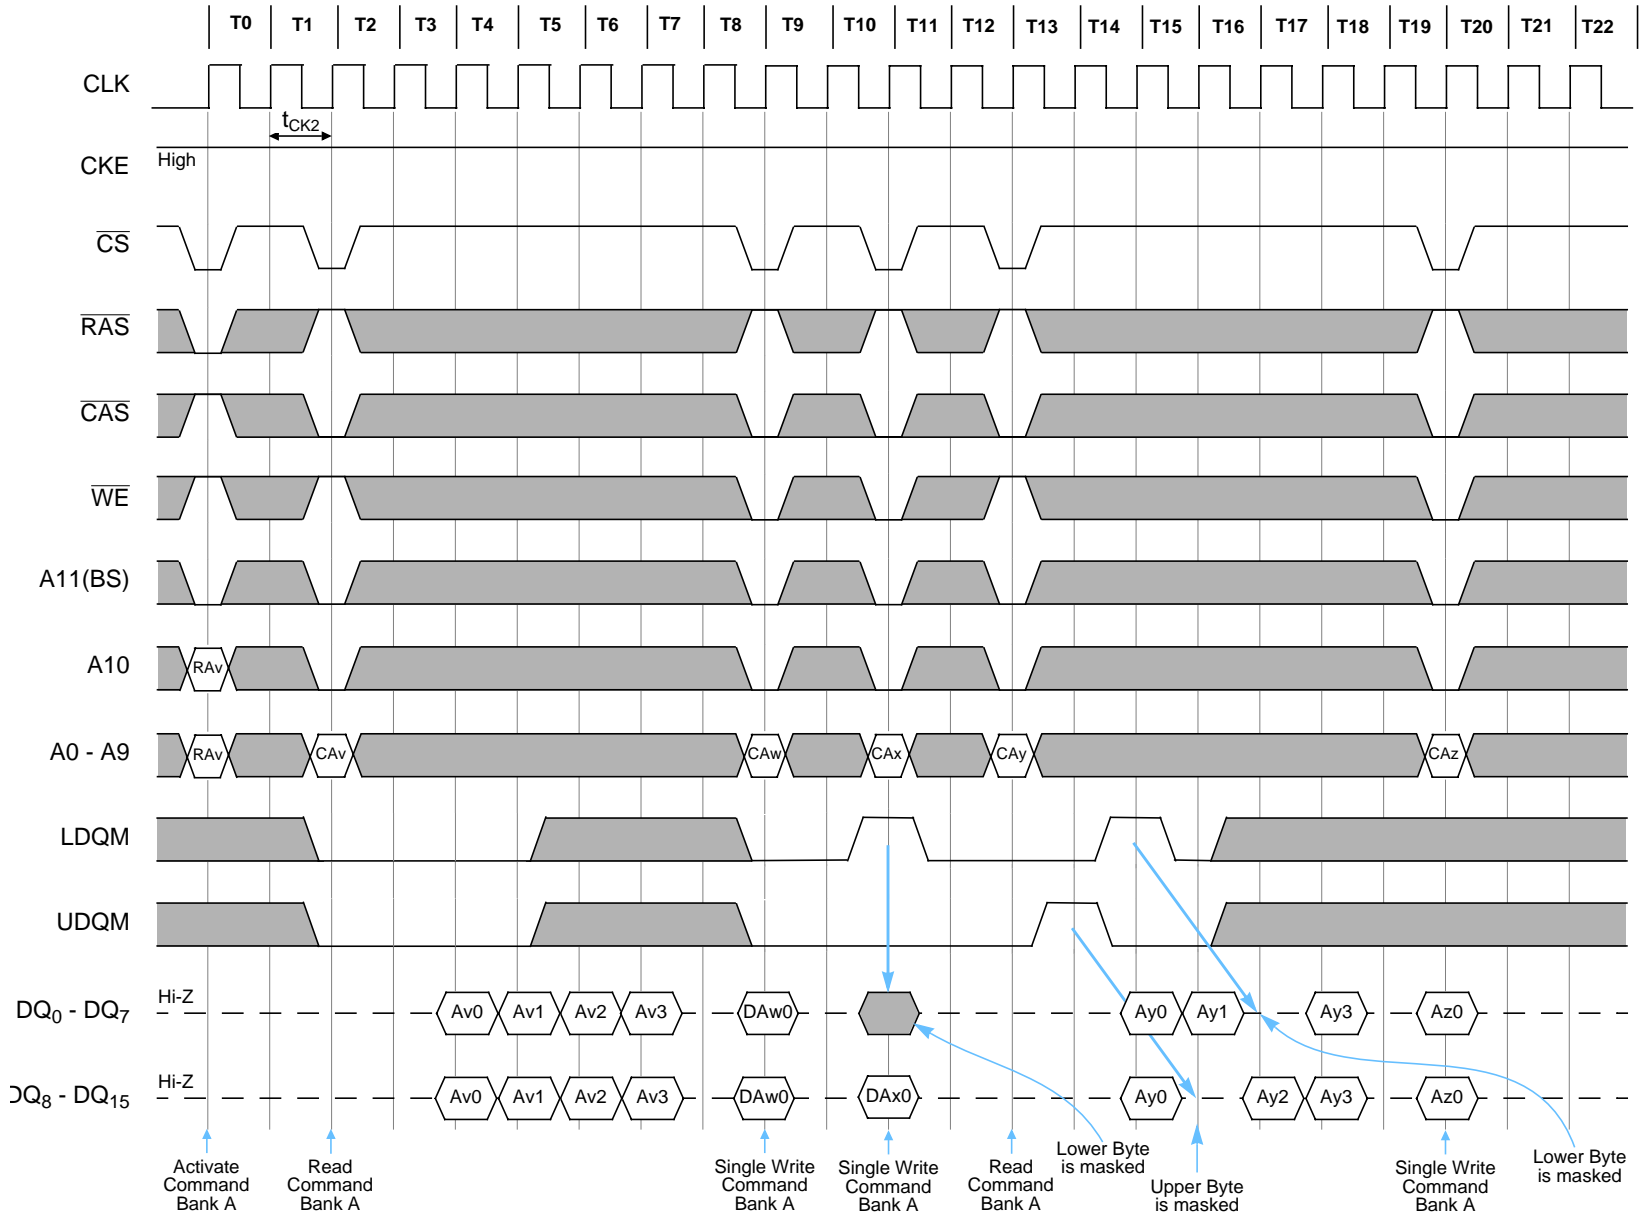 T0 T1 T2 T3 T4 T5 T6 T7 T8 T9 T10 T11 T12 T13 T14 T15 T16 T17 T18 T19 T20 T21 T22
CLK
tCK2
CKE
High
CS
RAS
CAS
WE
A11(BS)
A10
RAv
A0 - A9
RAv CAv CAw CAx CAy CAz
LDQM
UDQM
DQ0 - DQ7
Hi-Z
Av0 Av1 Av2 Av3 DAw0 Ay0 Ay1 Ay3 Az0
DQ8 - DQ15
Hi-Z
Av0 Av1 Av2 Av3 DAw0 DAx0 Ay0 Ay2 Ay3 Az0
Activate
Command
Bank A
Read
Command
Bank A
Single Write
Command
Bank A
Single Write
Command
Bank A
Read
Command
Bank A
Lower Byte
is masked
Upper Byte
is masked
Single Write
Command
Bank A
Lower Byte
is masked